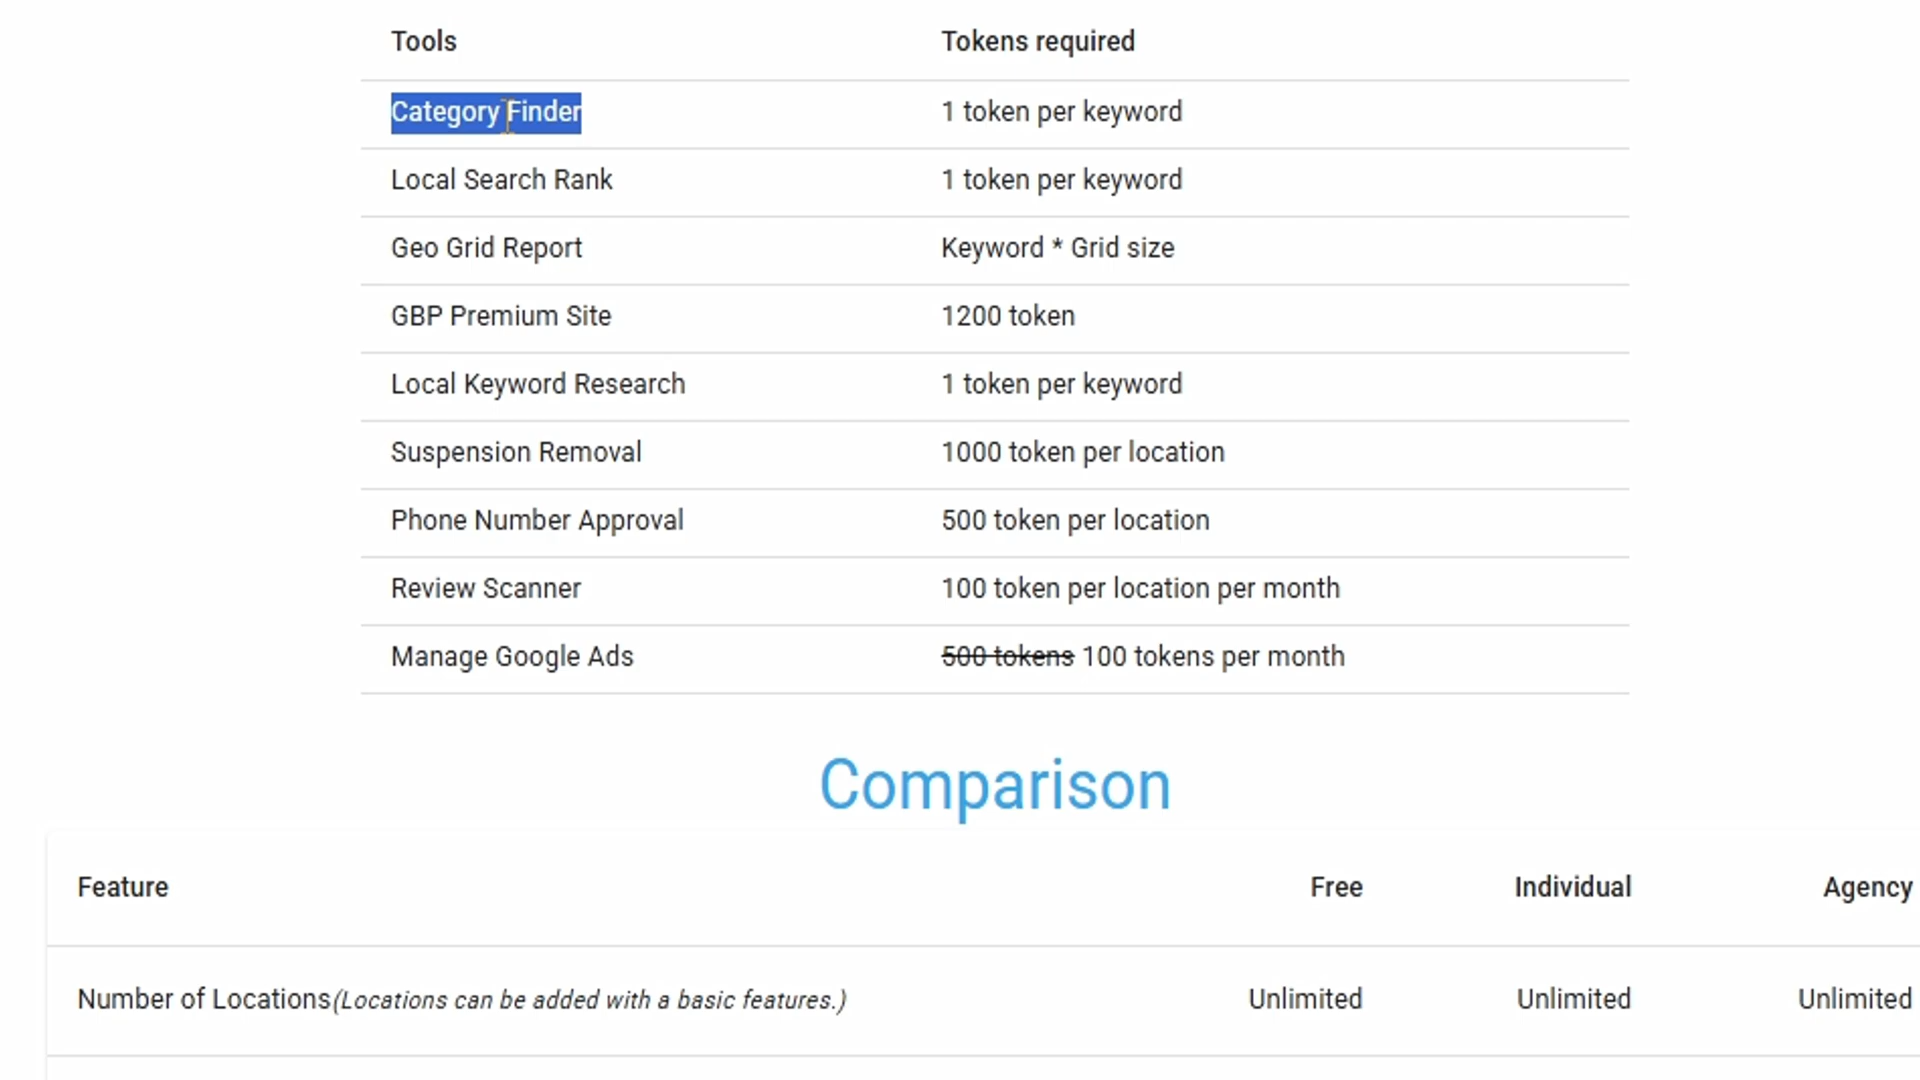 Tools Tokens required
Category Finder 1 token per keyword
Local Search Rank 1 token per keyword
Geo Grid Report Keyword * Grid size
GBP Premium Site 1200 token
Local Keyword Research 1 token per keyword
Suspension Removal 1000 token per location
Phone Number Approval 500 token per location
Review Scanner 100 token per location per month
Manage Google Ads 500 tokens 100 tokens per month
Comparison
Feature Free Individual Agency
Number of Locations(Locations can be added with a basic features.) Unlimited Unlimited Unlimited